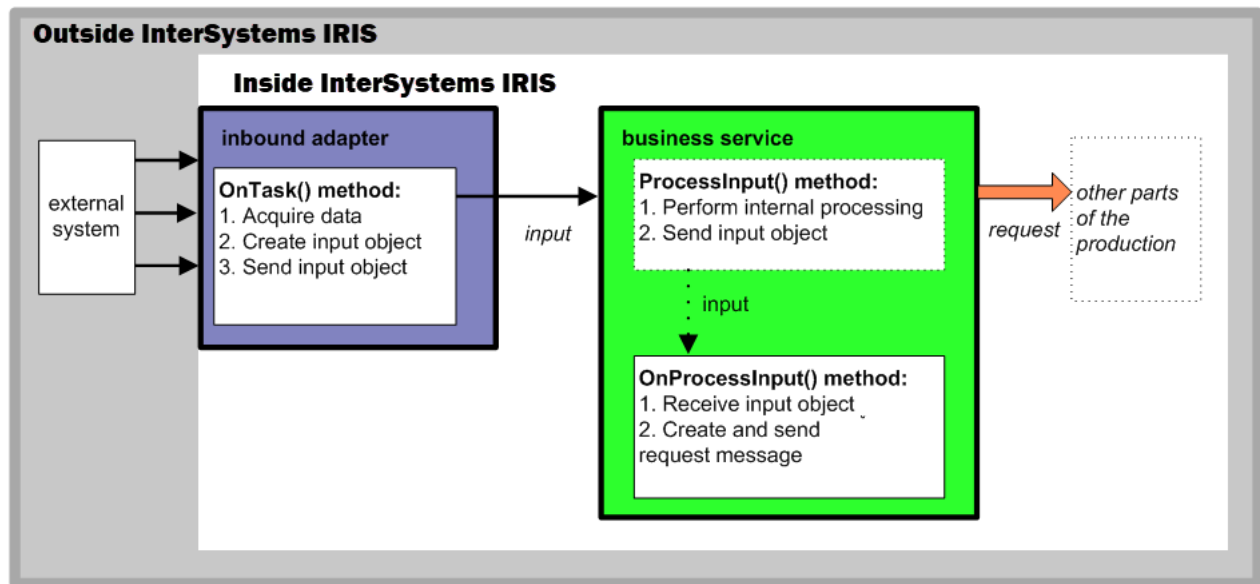 Outside InterSystems IRIS
Inside InterSystems IRIS
external
system
inbound adapter
OnTask() method:
1. Acquire data
2. Create input object
3. Send input object
input
business service
ProcessInput() method:
1. Perform internal processing
2. Send input object
input
OnProcessInput() method:
1. Receive input object
2. Create and send
request message
request
other parts
of the
production